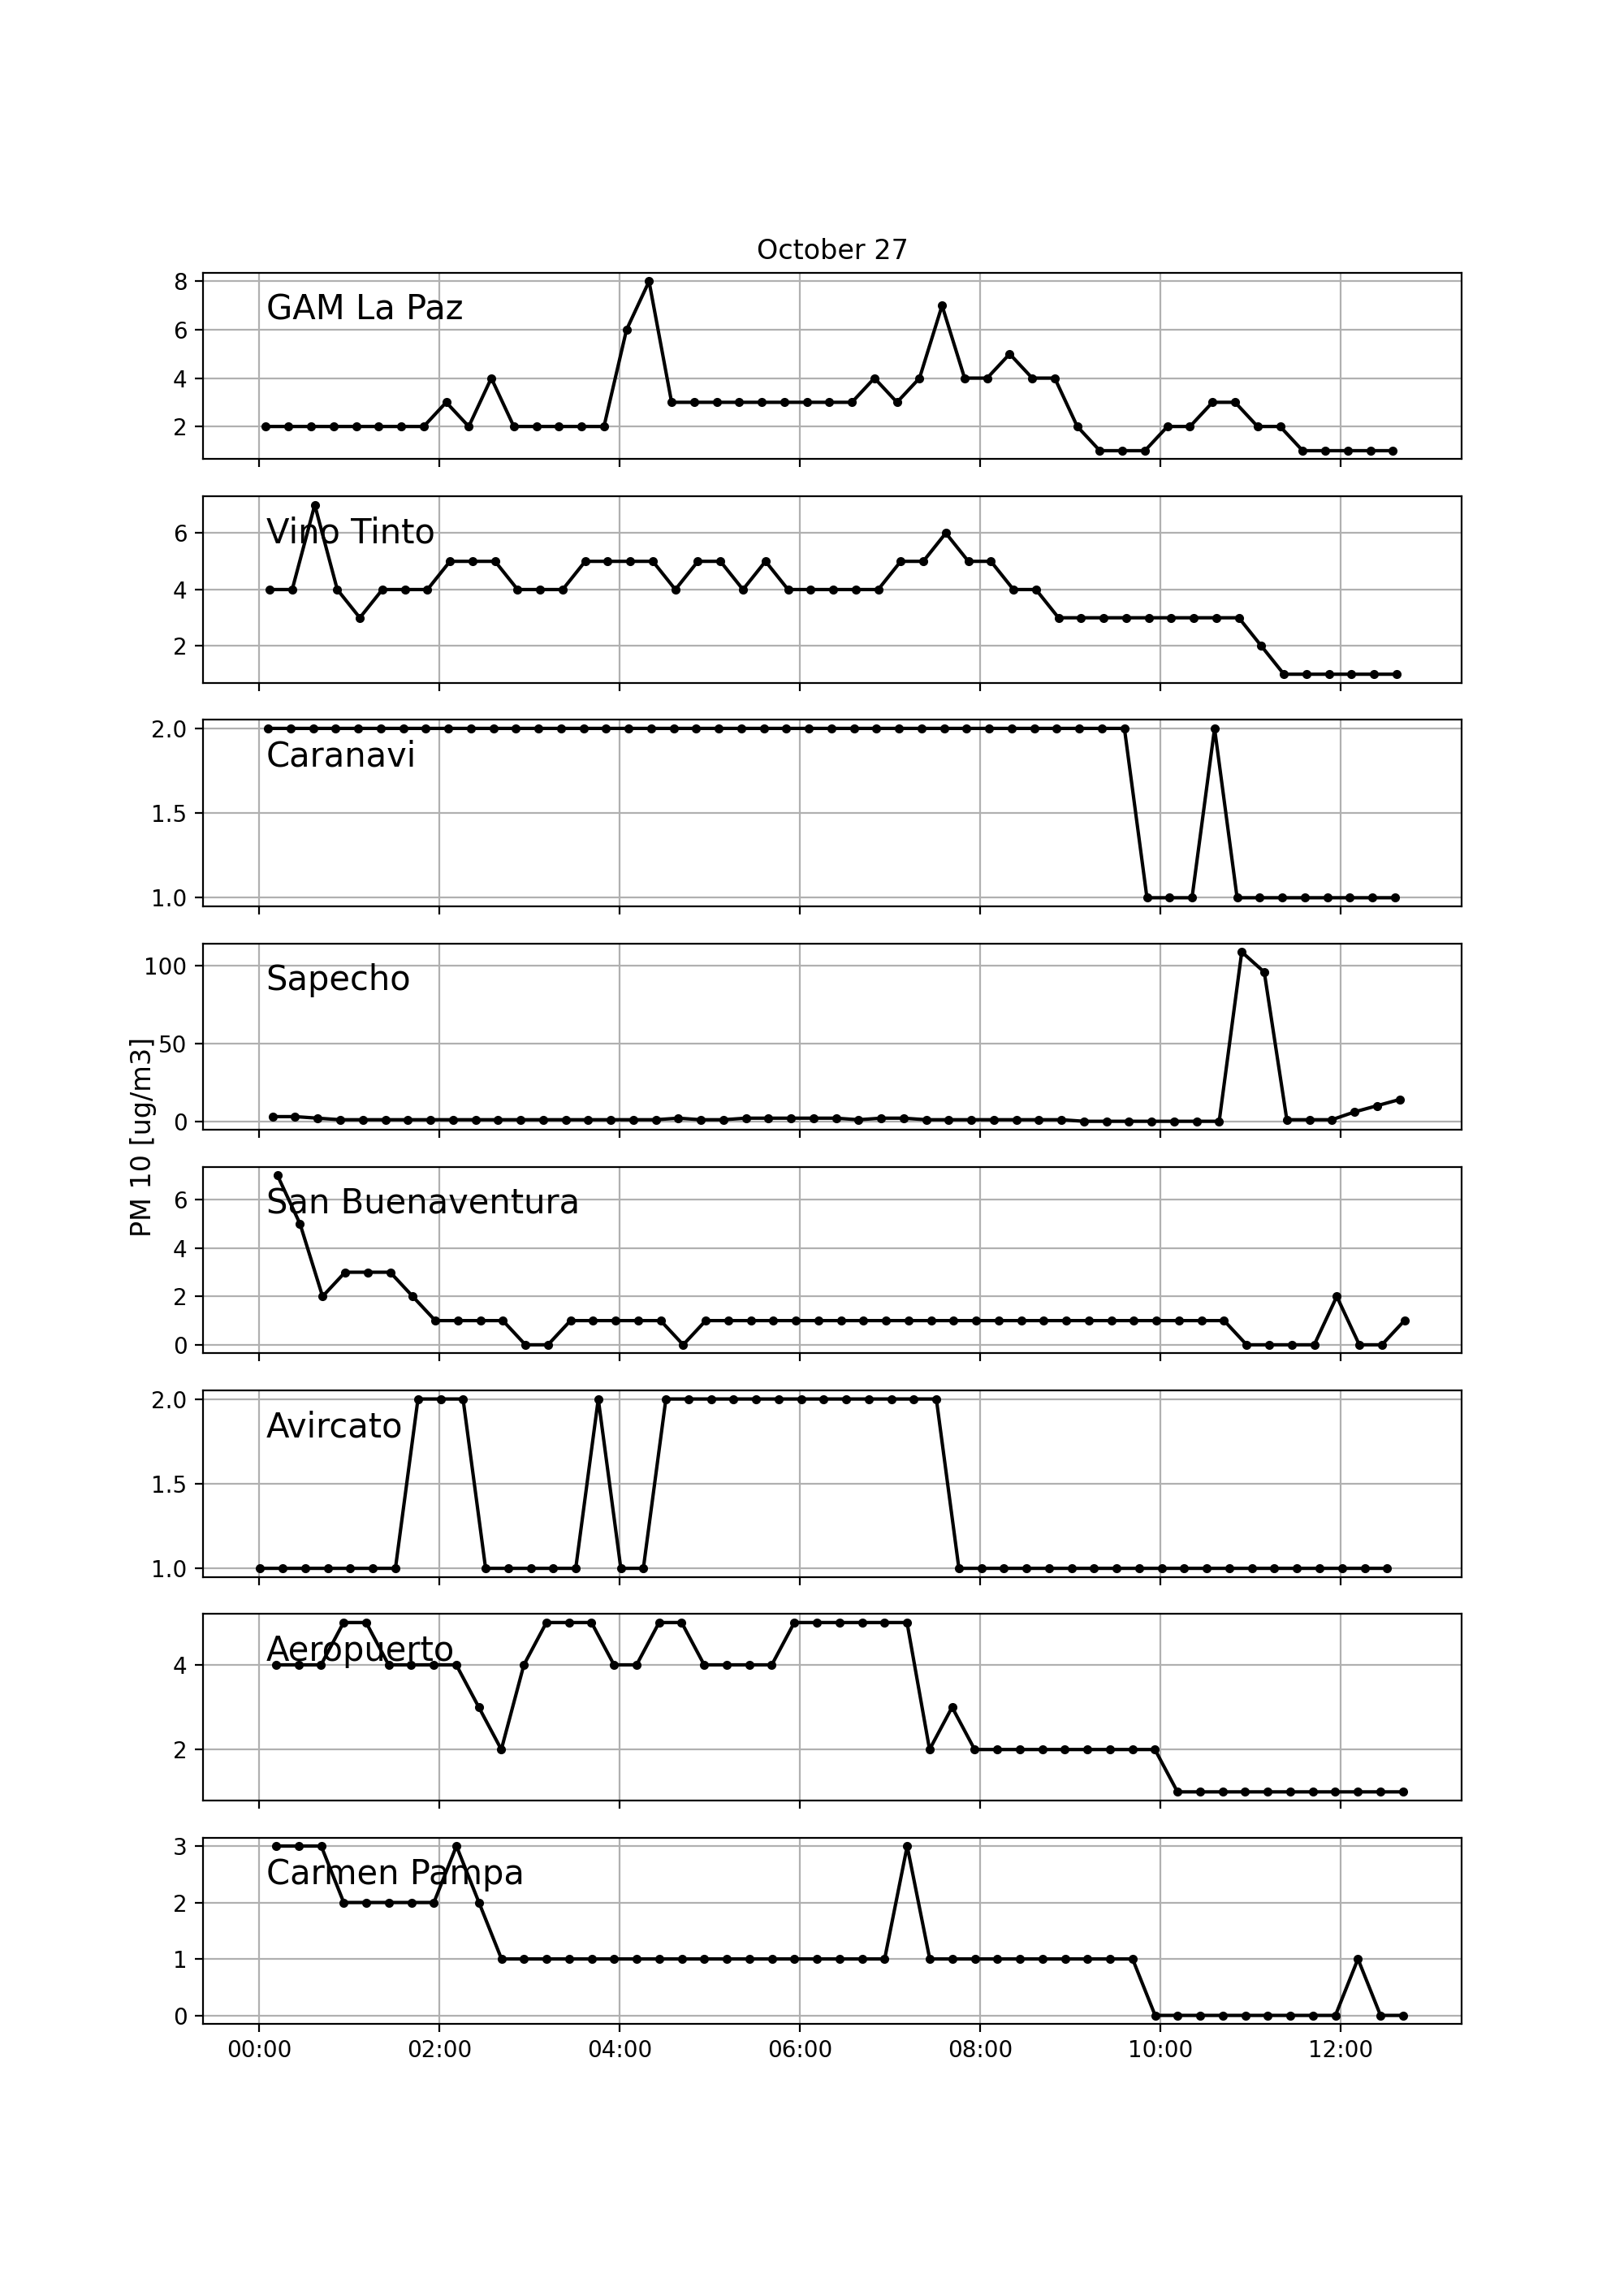 October 27
8
GAM La Paz
6
4
2
Vino Tinto
6
4
2
2.0
Caranavi
1.5
1.0
100
Sapecho
50
0
PM 10 [ug/m3]
6
San Buenaventura
4
2
0
2.0
Avircato
1.5
1.0
Aeropuerto
4
2
3
Carmen Pampa
2
1
0
00:00 02:00 04:00 06:00 08:00 10:00 12:00